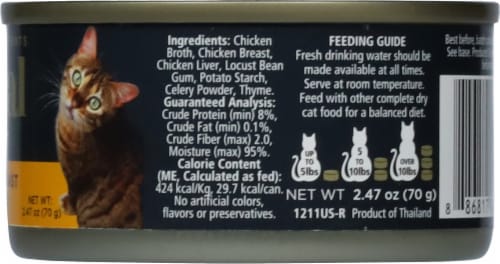 Ingredients: Chicken
Broth, Chicken Breast,
Chicken Liver, Locust Bean
Gum, Potato Starch,
Celery Powder, Thyme.
Guaranteed Analysis:
Crude Protein (min) 8%,
Crude Fat (min) 0.1%,
Crude Fiber (max) 2.0,
Moisture (max) 95%.
Calorie Content
(ME, Calculated as fed):
424 kcal/Kg, 29.7 kcal/can.
No artificial colors,
flavors or preservatives.
FEEDING GUIDE
Fresh drinking water should be
made available at all times.
Serve at room temperature.
Feed with other complete dry
cat food for a balanced diet.
UP TO 5lbs
5 TO 10lbs
OVER 10lbs
NET WT 2.47 oz (70 g)
1211US-R Product of Thailand
NET WT:
2.47 oz (70 g)
Best before,
See base. Produced